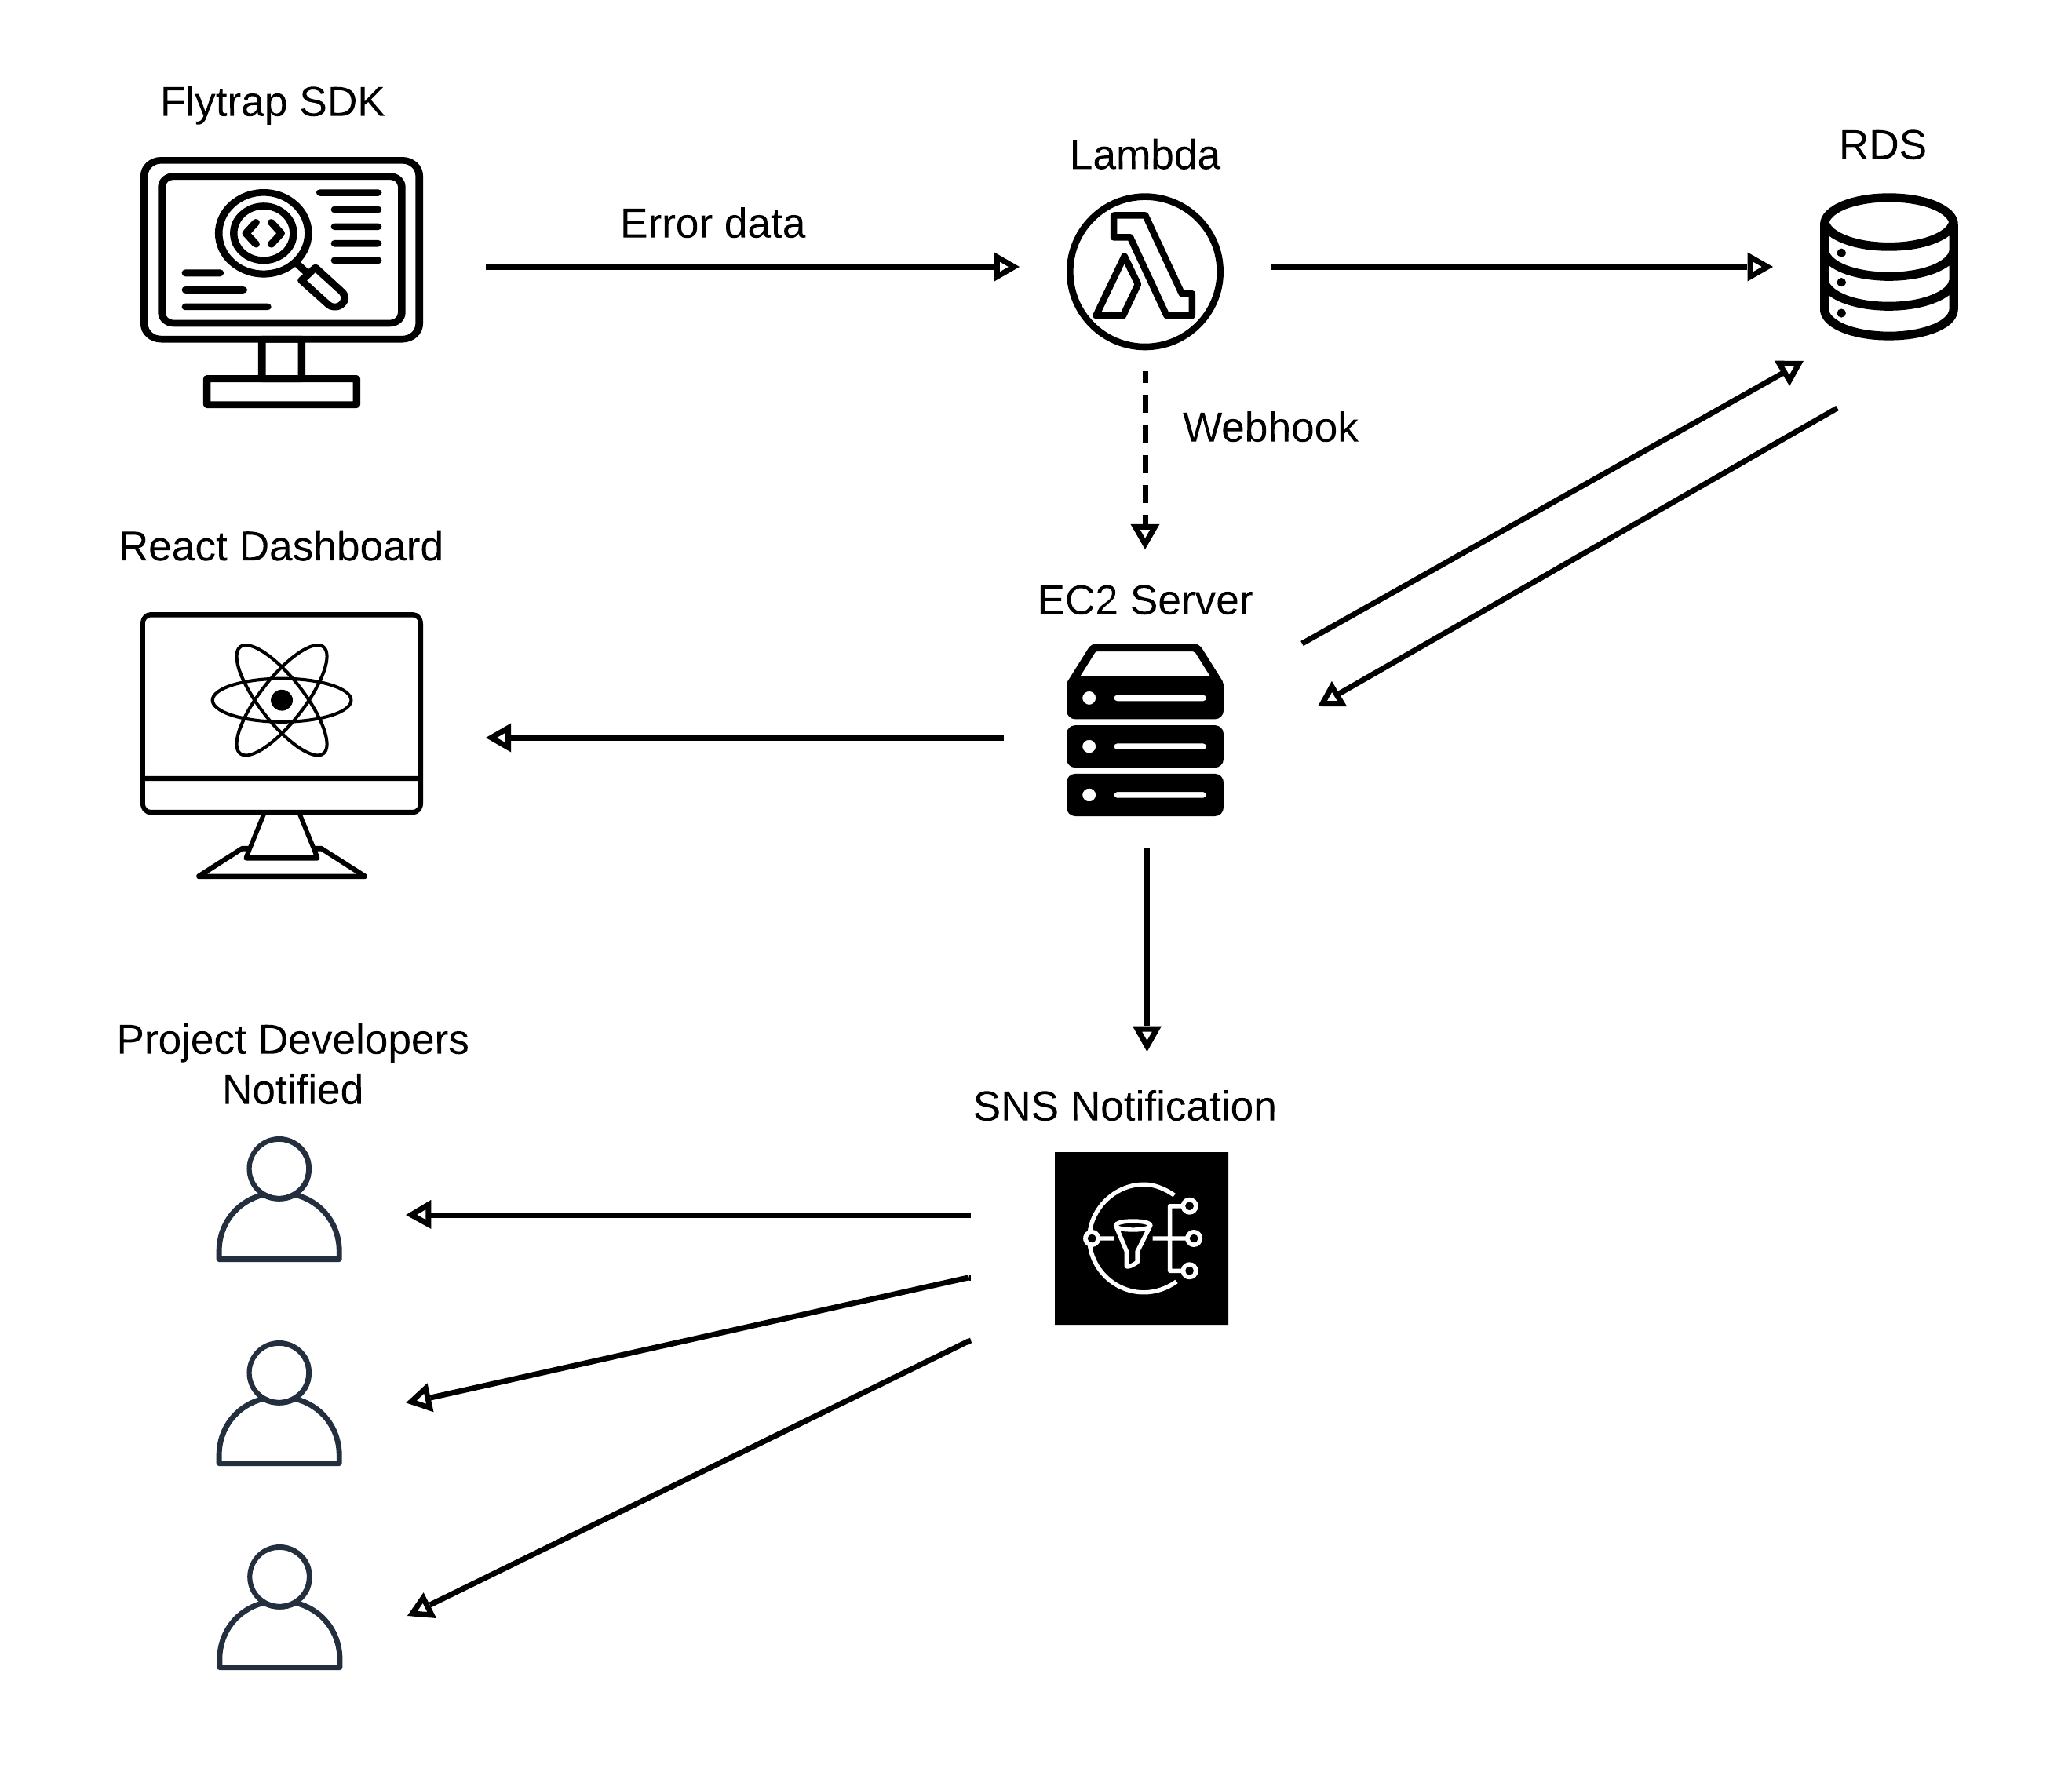 Flytrap SDK
Lambda
RDS
Error data
Webhook
React Dashboard
EC2 Server
Project Developers
Notified
SNS Notification